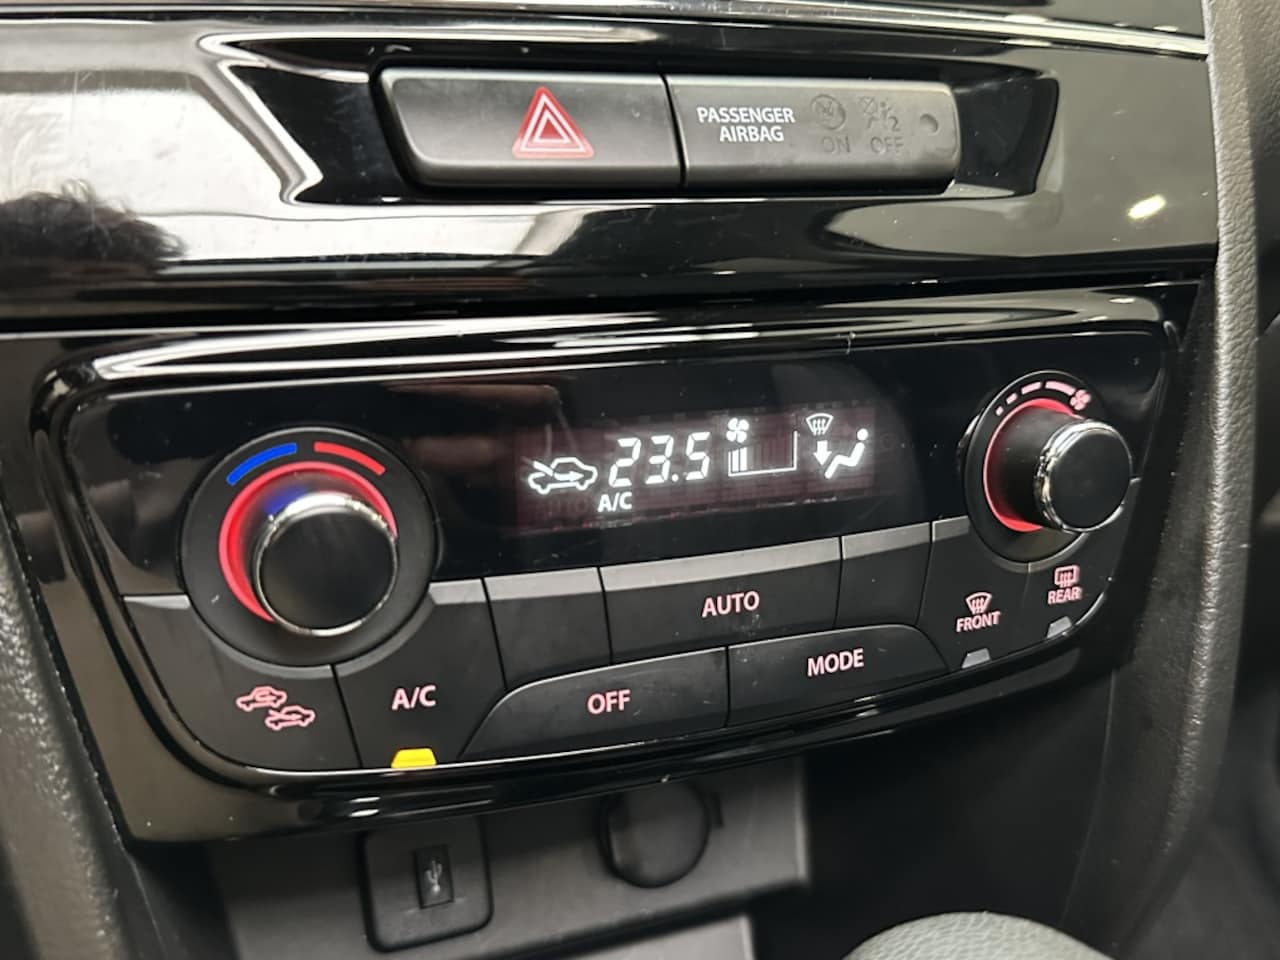 PASSENGER
AIRBAG
ON OFF
23.5
A/C
AUTO
FRONT
REAR
MODE
A/C
OFF